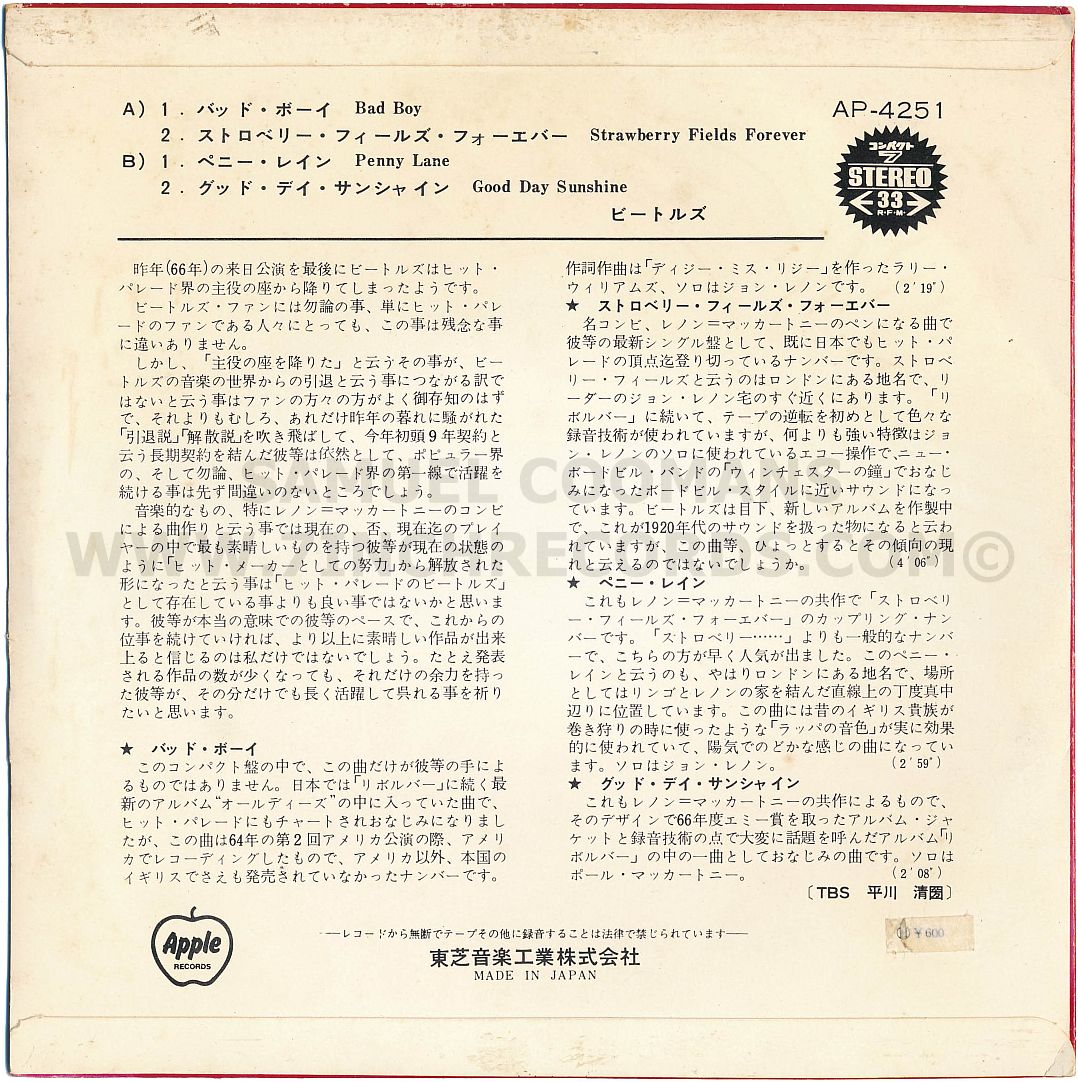 A) 1. バッド・ボーイ Bad Boy
2. ストロベリー・フィールズ・フォーエバー Strawberry Fields Forever
B) 1. ペニー・レイン Penny Lane
2. グッド・デイ・サンシャイン Good Day Sunshine
ビートルズ
AP-4251
コンパクト
7
STEREO
33
R・P・M・
昨年(66年)の来日公演を最後にビートルズはヒット・
パレード界の主役の座から降りてしまったようです。
ビートルズ・ファンには勿論の事、単にヒット・パレ
ードのファンである人々にとっても、この事は残念な事
に違いありません。
しかし、「主役の座を降りた」と云うその事が、ビー
トルズの音楽の世界からの引退と云う事につながる訳で
はないと云う事はファンの方々の方がよく御存知のはず
で、それよりもむしろ、あれだけ昨年の暮れに騒がれた
「引退説」「解散説」を吹き飛ばして、今年初頭9年契約と
云う長期契約を結んだ彼等は依然として、ポピュラー界
の、そして勿論、ヒット・パレード界の第一線で活躍を
続ける事は先ず間違いのないところでしょう。
音楽的なもの、特にレノン=マッカートニーのコンビ
による曲作りと云う事では現在の、否、現在迄のプレイ
ヤーの中で最も素晴しいものを持つ彼等が現在の状態の
ように「ヒット・メーカーとしての努力」から解放された
形になったと云う事は「ヒット・パレードのビートルズ」
として存在している事よりも良い事ではないかと思いま
す。彼等が本当の意味での彼等のペースで、これからの
位事を続けていければ、より以上に素晴しい作品が出来
上ると信じるのは私だけではないでしょう。たとえ発表
される作品の数が少くなっても、それだけの余力を持っ
た彼等が、その分だけでも長く活躍して呉れる事を祈り
たいと思います。
★ バッド・ボーイ
このコンパクト盤の中で、この曲だけが彼等の手によ
るものではありません。日本では「リボルバー」に続く最
新のアルバム“オールディーズ”の中に入っていた曲で、
ヒット・パレードにもチャートされおなじみになりまし
たが、この曲は64年の第2回アメリカ公演の際、アメリ
カでレコーディングしたもので、アメリカ以外、本国の
イギリスでさえも発売されていなかったナンバーです。
作詞作曲は「ディジー・ミス・リジー」を作ったラリー・
ウィリアムズ、ソロはジョン・レノンです。 (2′19″)
★ ストロベリー・フィールズ・フォーエバー
名コンビ、レノン=マッカートニーのペンになる曲で
彼等の最新シングル盤として、既に日本でもヒット・パ
レードの頂点迄登り切っているナンバーです。ストロベ
リー・フィールズと云うのはロンドンにある地名で、リ
ーダーのジョン・レノン宅のすぐ近くにあります。「リ
ボルバー」に続いて、テープの逆転を初めとして色々な
録音技術が使われていますが、何よりも強い特徴はジョ
ン・レノンのソロに使われているエコー操作で、ニュー・
ボードビル・バンドの「ウィンチェスターの鐘」でおなじ
みになったボードビル・スタイルに近いサウンドになっ
ています。ビートルズは目下、新しいアルバムを作製中
で、これが1920年代のサウンドを扱った物になると云わ
れていますが、この曲等、ひょっとするとその傾向の現
れと云えるのではないでしょうか。 (4′06″)
★ ペニー・レイン
これもレノン=マッカートニーの共作で「ストロベリ
ー・フィールズ・フォーエバー」のカップリング・ナン
バーです。「ストロベリー……」よりも一般的なナンバ
ーで、こちらの方が早く人気が出ました。このペニー・
レインと云うのも、やはりロンドンにある地名で、場所
としてはリンゴとレノンの家を結んだ直線上の丁度真中
辺りに位置しています。この曲には昔のイギリス貴族が
巻き狩りの時に使ったような「ラッパの音色」が実に効果
的に使われていて、陽気でのどかな感じの曲になってい
ます。ソロはジョン・レノン。 (2′59″)
★ グッド・デイ・サンシャイン
これもレノン=マッカートニーの共作によるもので、
そのデザインで66年度エミー賞を取ったアルバム・ジャ
ケットと録音技術の点で大変に話題を呼んだアルバム「リ
ボルバー」の中の一曲としておなじみの曲です。ソロは
ポール・マッカートニー。 (2′08″)
〔TBS 平川 清圀〕
Apple
RECORDS
──レコードから無断でテープその他に録音することは法律で禁じられています──
東芝音楽工業株式会社
MADE IN JAPAN
¥600
SAMUEL COOMANS